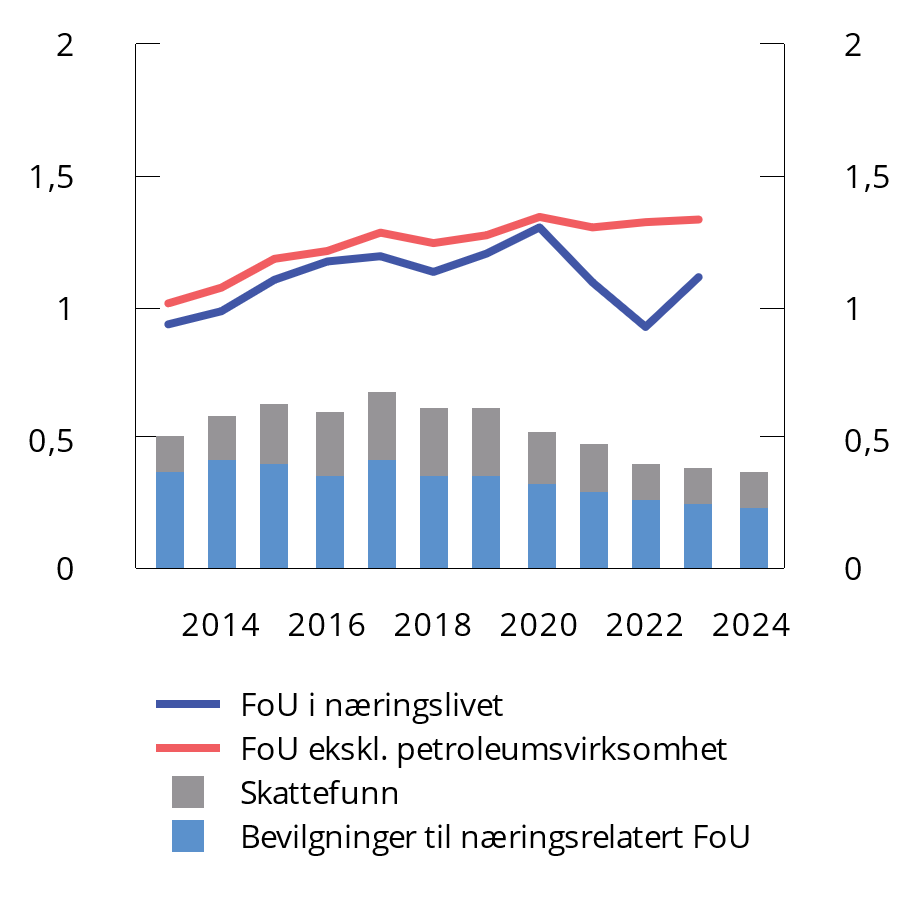 2 2
1,5 1,5
1 1
0,5 0,5
0 0
2014 2016 2018 2020 2022 2024
FoU i næringslivet
FoU ekskl. petroleumsvirksomhet
Skattefunn
Bevilgninger til næringsrelatert FoU